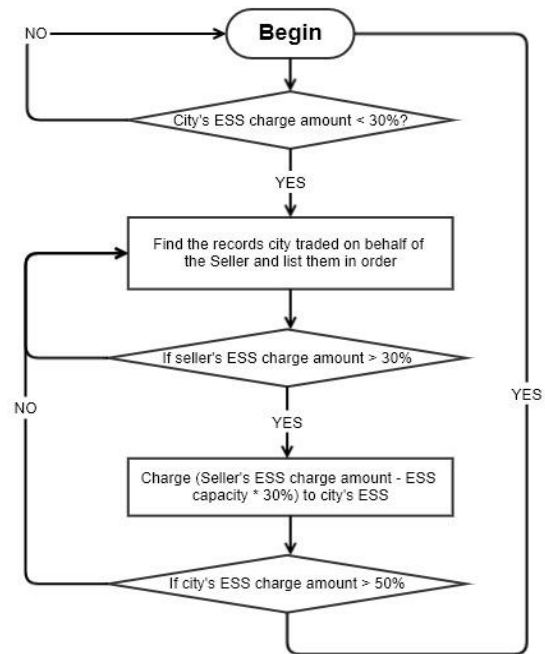 Begin
NO
City's ESS charge amount < 30%?
YES
Find the records city traded on behalf of
the Seller and list them in order
If seller's ESS charge amount > 30%
NO
YES
YES
Charge (Seller's ESS charge amount - ESS
capacity * 30%) to city's ESS
If city's ESS charge amount > 50%